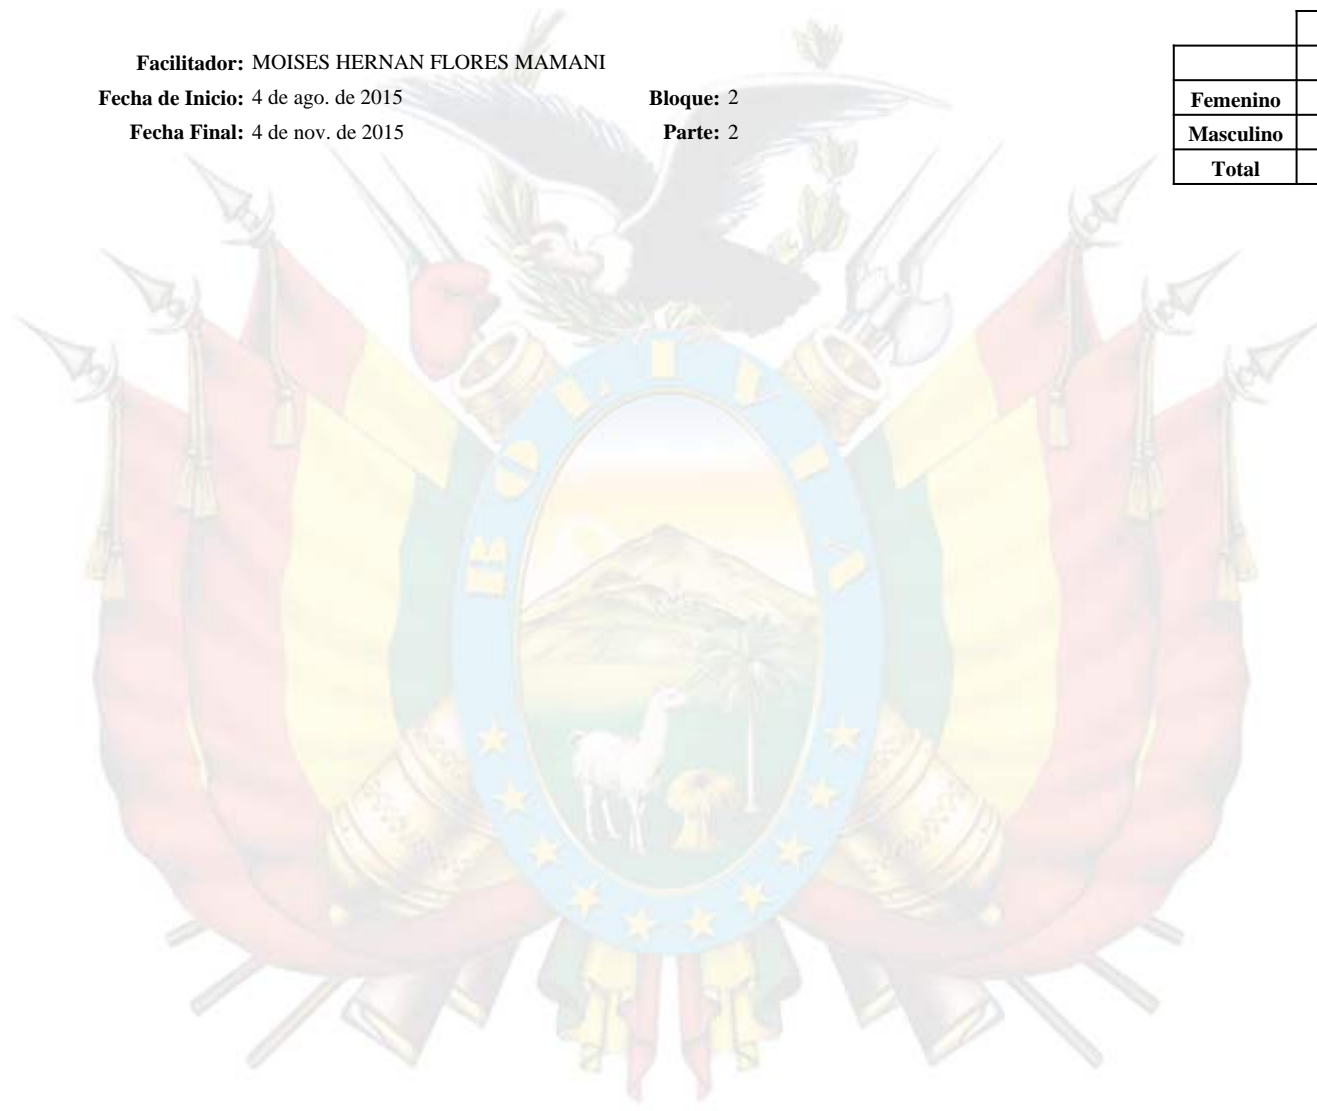 Facilitador: MOISES HERNAN FLORES MAMANI
Fecha de Inicio: 4 de ago. de 2015 Bloque: 2
Fecha Final: 4 de nov. de 2015 Parte: 2
Femenino
Masculino
Total
BOLIVIA